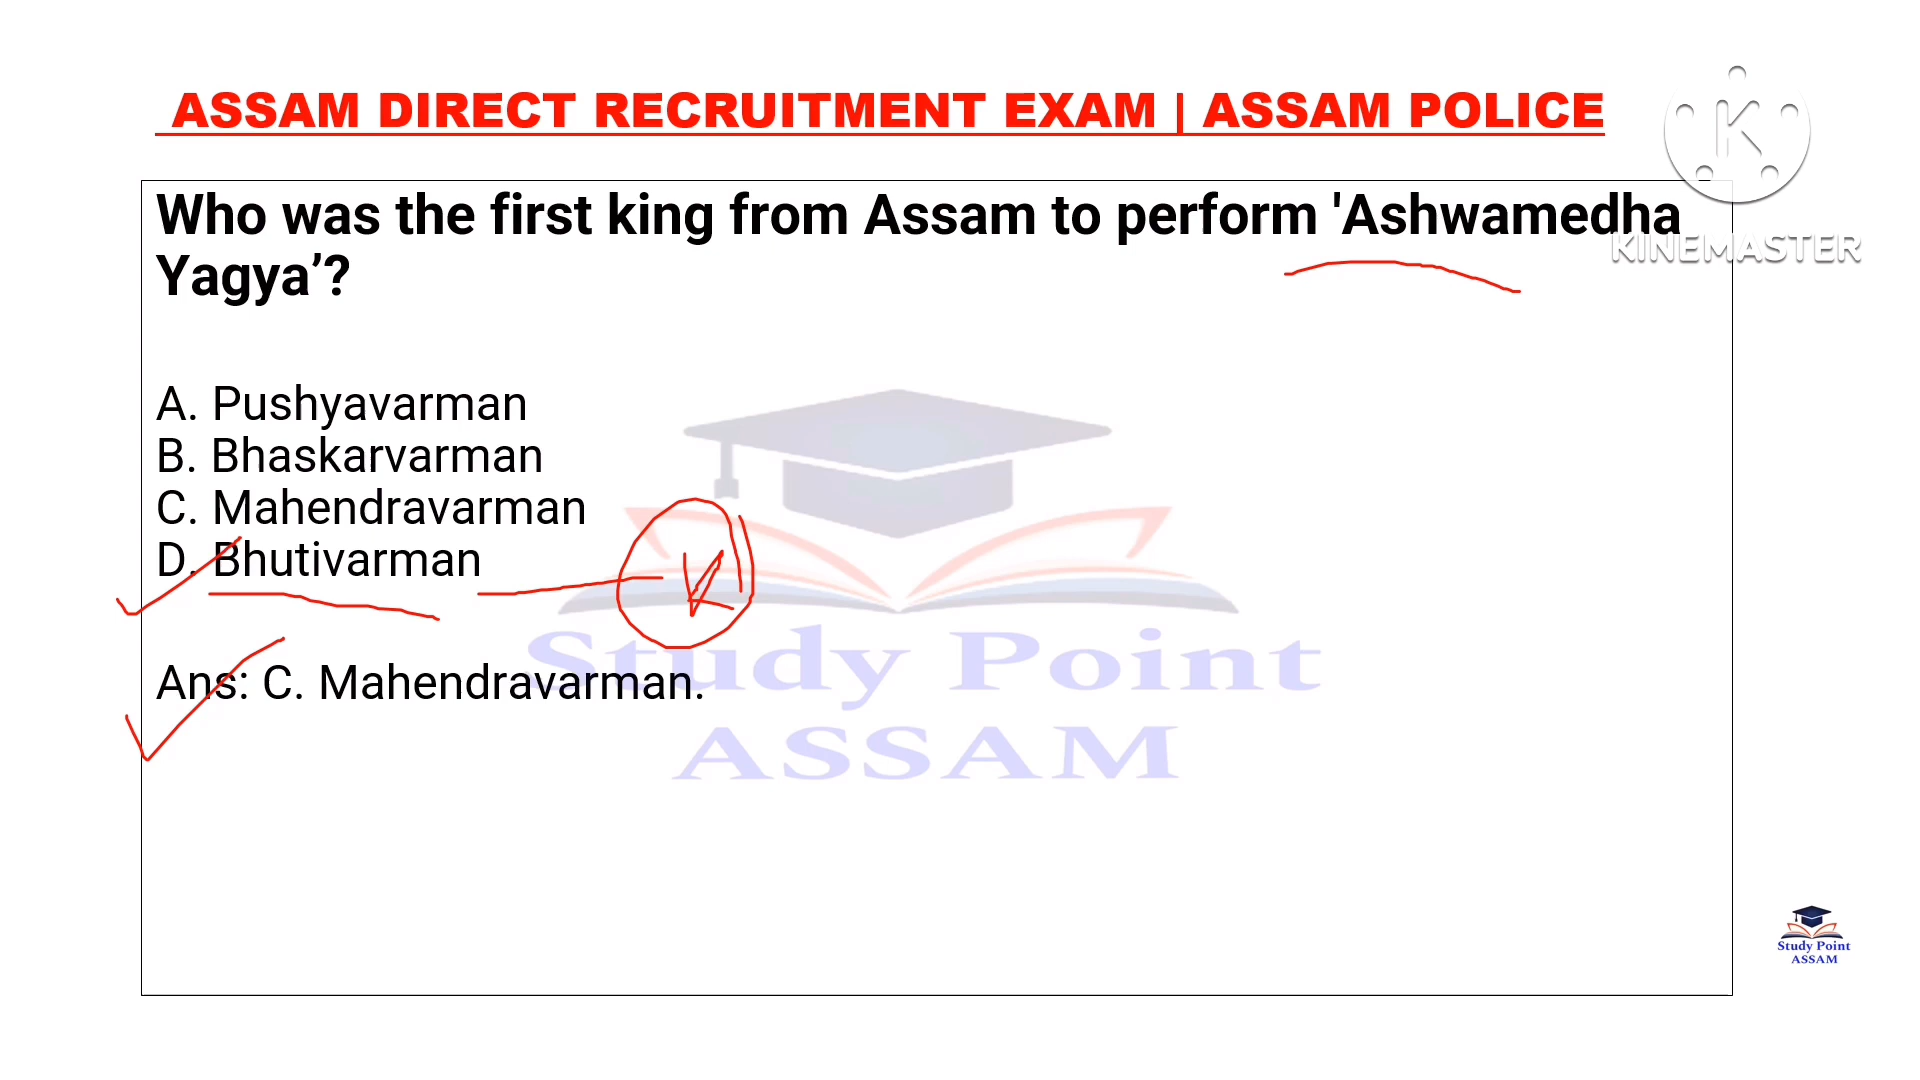 ASSAM DIRECT RECRUITMENT EXAM | ASSAM POLICE
KINEMASTER
Who was the first king from Assam to perform 'Ashwamedha
Yagya’?
A. Pushyavarman
B. Bhaskarvarman
C. Mahendravarman
D. Bhutivarman
Ans: C. Mahendravarman.
Study Point
ASSAM
Study Point
ASSAM